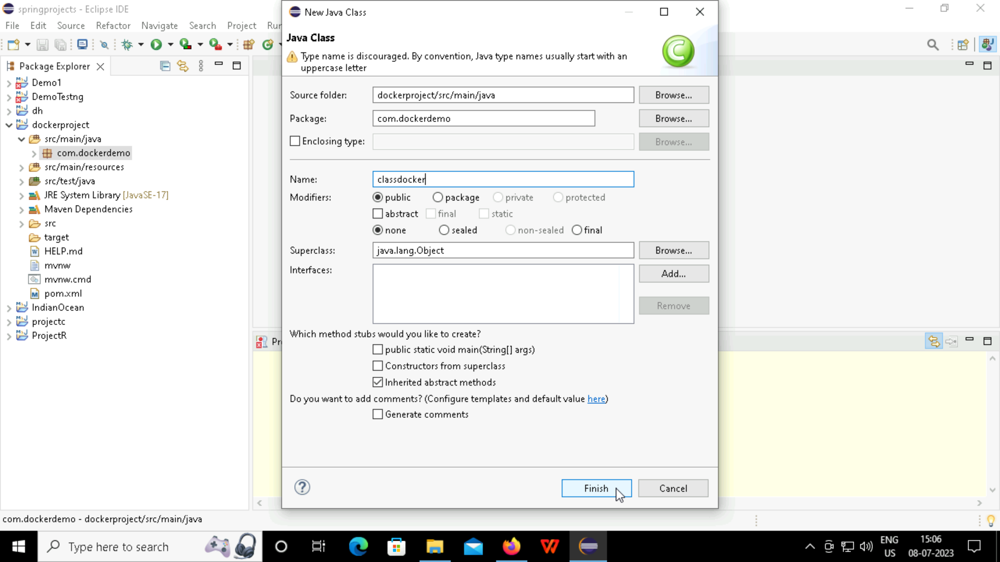 springprojects - Eclipse IDE
File Edit Source Refactor Navigate Search Project Run
Package Explorer
Demo1
DemoTestng
dh
dockerproject
src/main/java
com.dockerdemo
src/main/resources
src/test/java
JRE System Library [JavaSE-17]
Maven Dependencies
src
target
HELP.md
mvnw
mvnw.cmd
pom.xml
IndianOcean
projectc
ProjectR
New Java Class
Java Class
Type name is discouraged. By convention, Java type names usually start with an
uppercase letter
Source folder: dockerproject/src/main/java Browse...
Package: com.dockerdemo Browse...
Enclosing type: Browse...
Name: classdocker
Modifiers: public package private protected
abstract final static
none sealed non-sealed final
Superclass: java.lang.Object Browse...
Interfaces: Add...
Remove
Which method stubs would you like to create?
public static void main(String[] args)
Constructors from superclass
Inherited abstract methods
Do you want to add comments? (Configure templates and default value here)
Generate comments
Finish Cancel
com.dockerdemo - dockerproject/src/main/java
Type here to search
ENG
US
15:06
08-07-2023